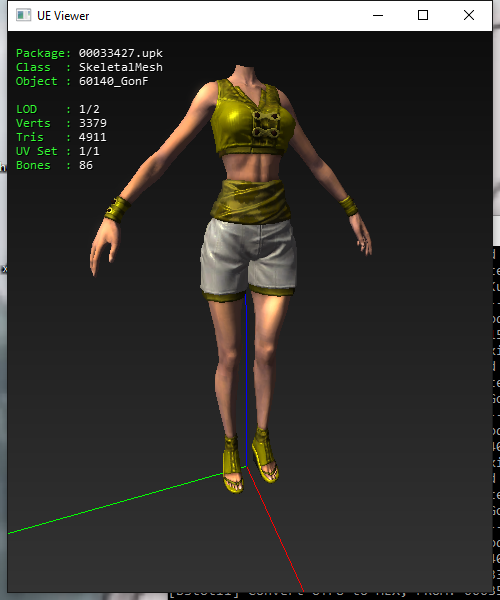 UE Viewer
Package: 00033427.upk
Class : SkeletalMesh
Object : 60140_GonF
LOD : 1/2
Verts : 3379
Tris : 4911
UV Set : 1/1
Bones : 86